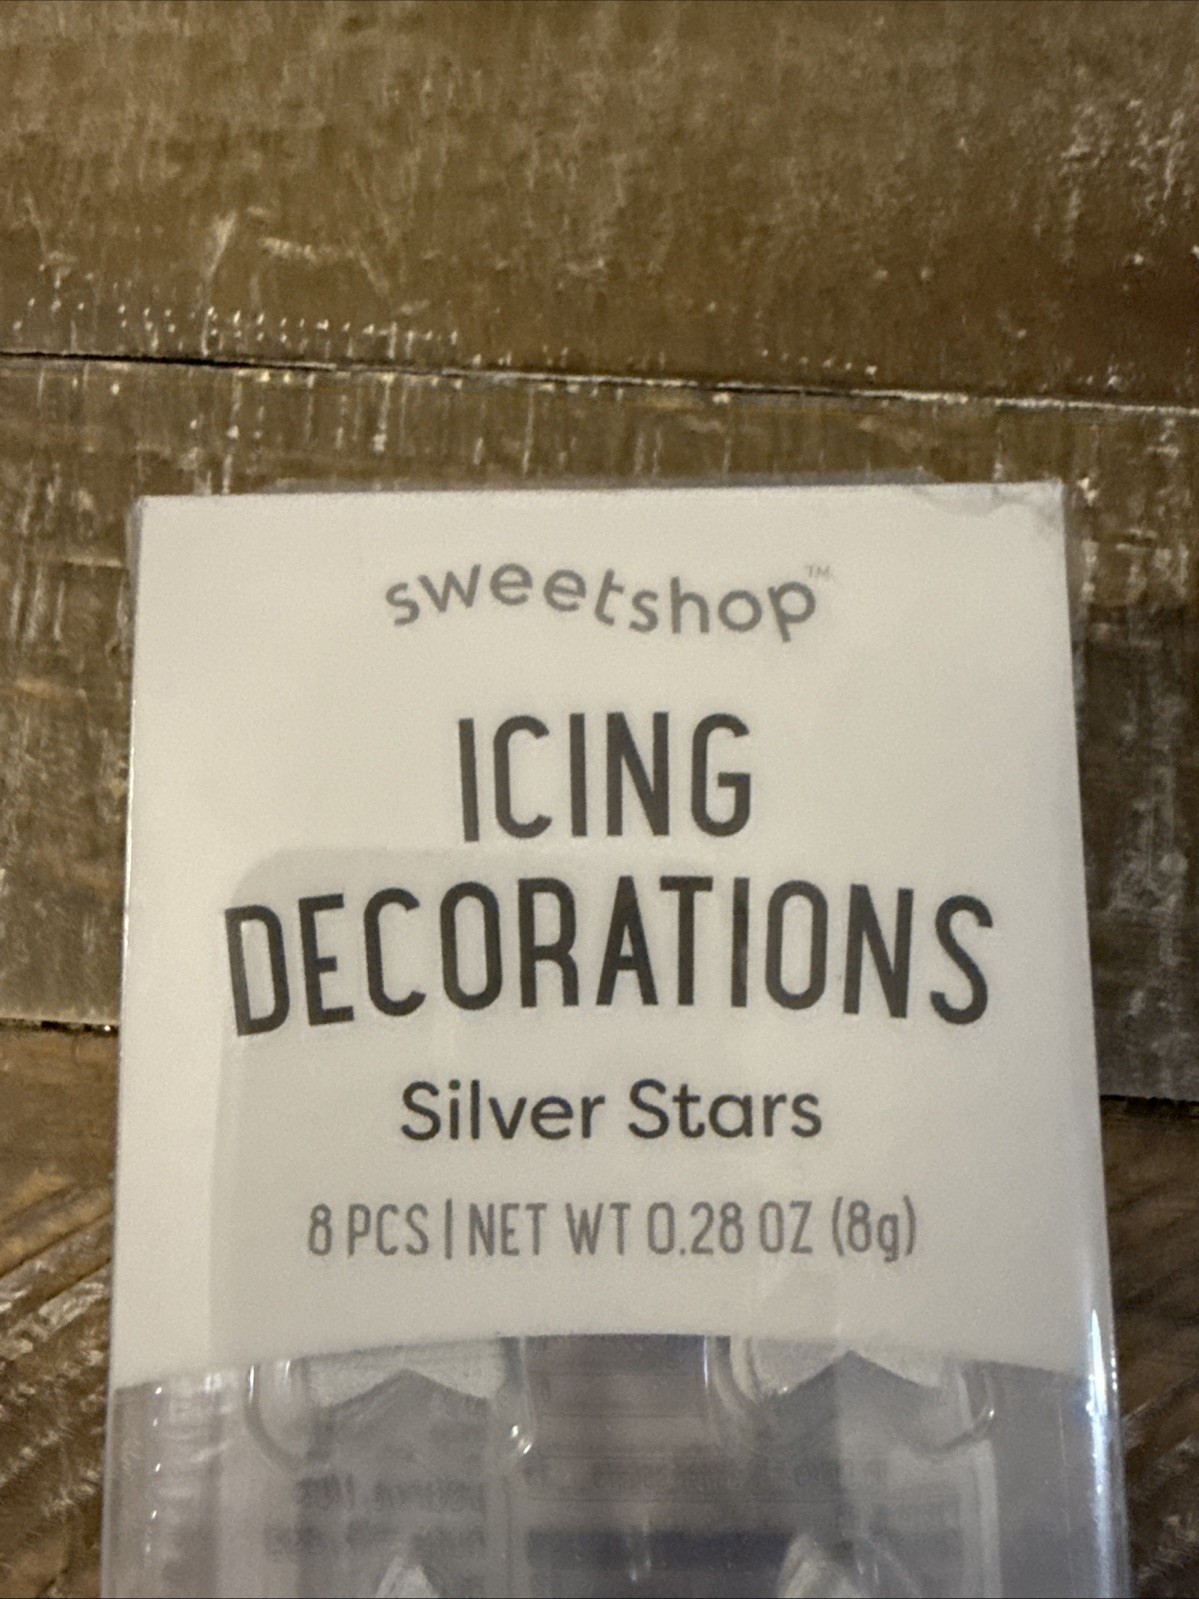 sweetshop™
ICING
DECORATIONS
Silver Stars
8 PCS | NET WT 0.28 OZ (8g)